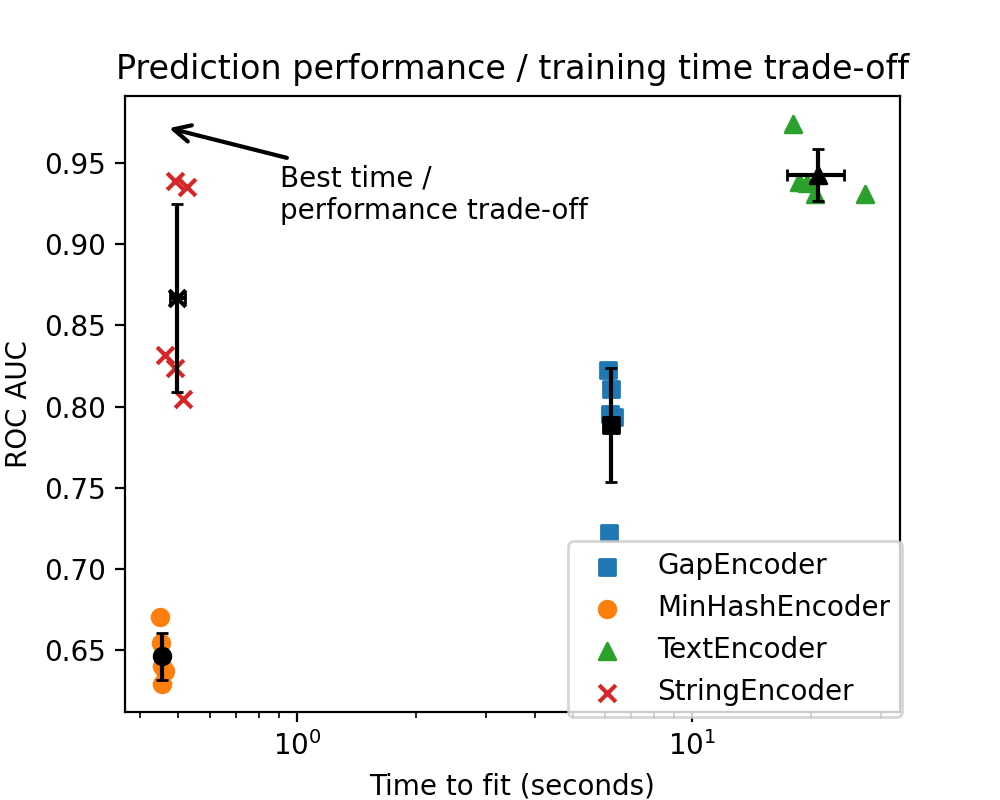 Prediction performance / training time trade-off
Best time /
performance trade-off
ROC AUC
0.95
0.90
0.85
0.80
0.75
0.70
0.65
GapEncoder
MinHashEncoder
TextEncoder
StringEncoder
10⁰
10¹
Time to fit (seconds)